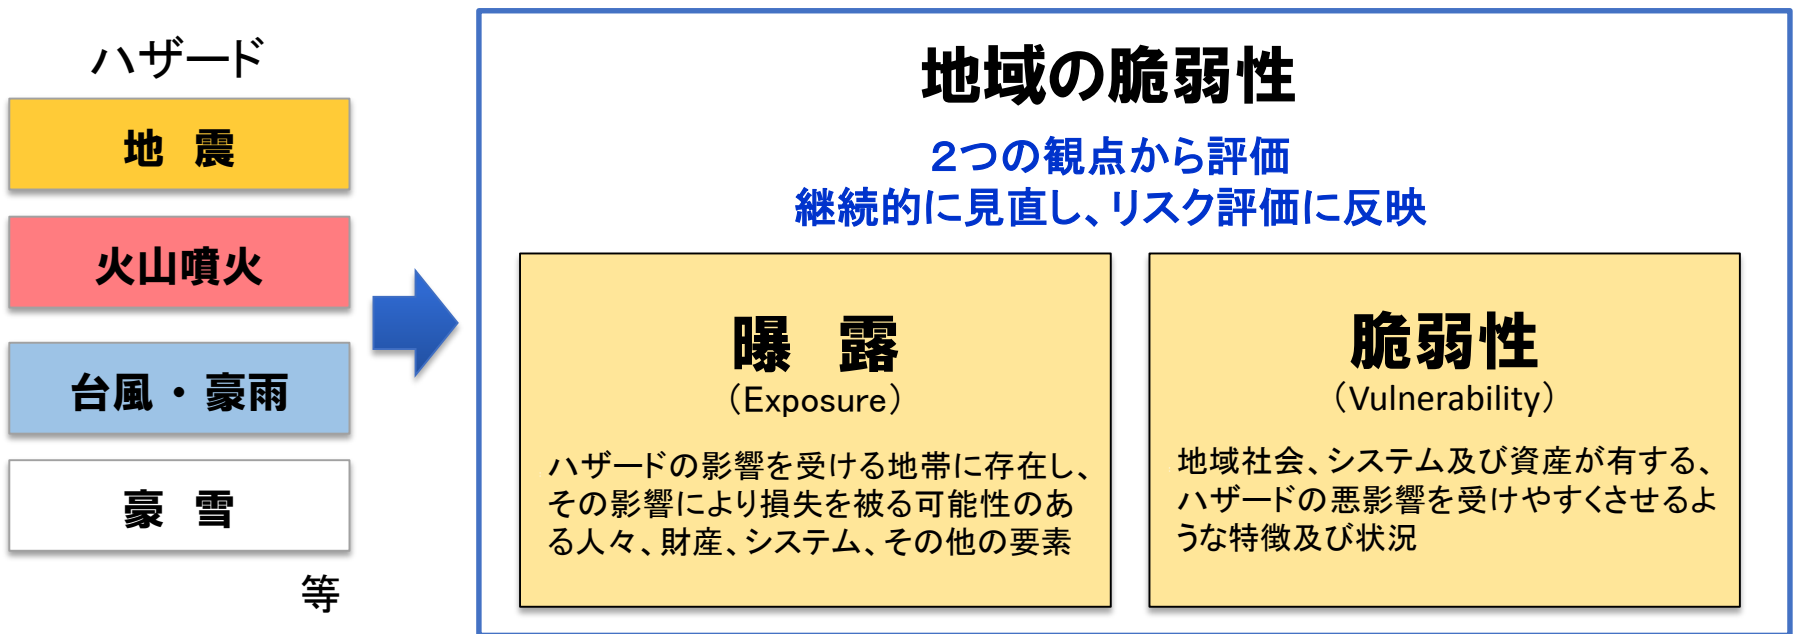 ハザード
地 震
火山噴火
台風・豪雨
豪 雪
等
地域の脆弱性
2つの観点から評価
継続的に見直し、リスク評価に反映
曝 露
（Exposure）
ハザードの影響を受ける地帯に存在し、
その影響により損失を被る可能性のあ
る人々、財産、システム、その他の要素
脆弱性
（Vulnerability）
地域社会、システム及び資産が有する、
ハザードの悪影響を受けやすくさせるよ
うな特徴及び状況